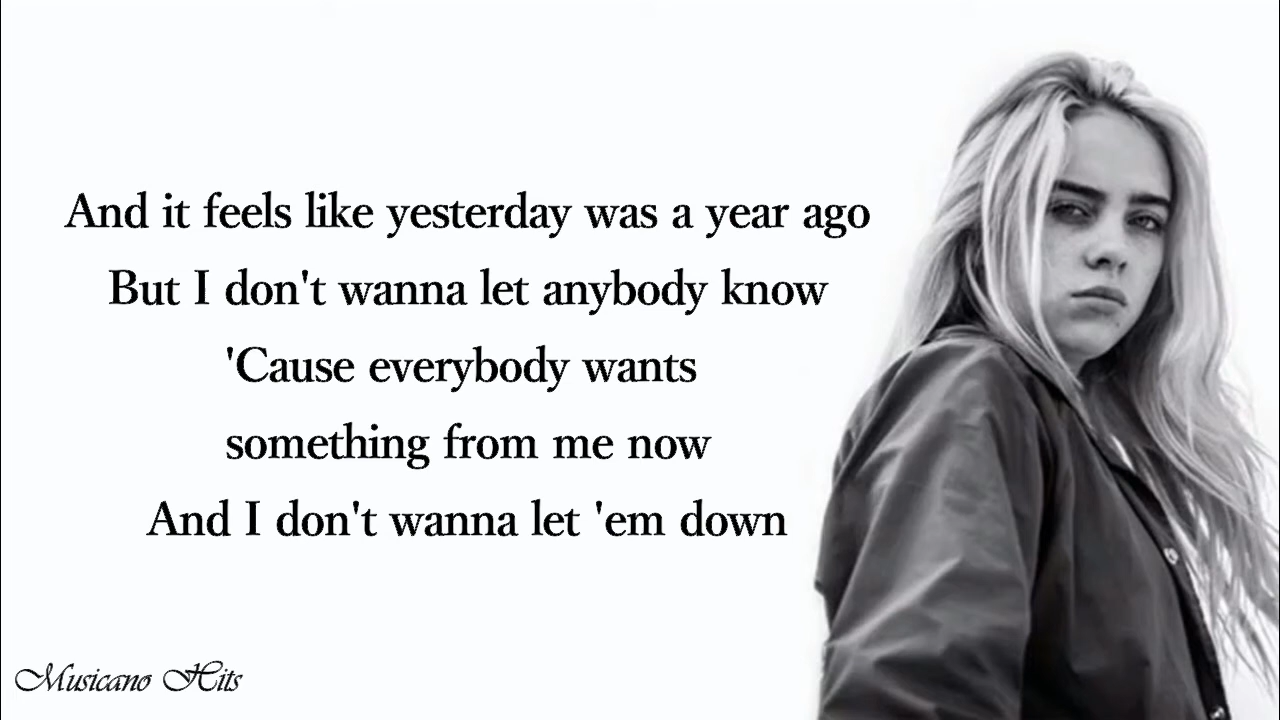 And it feels like yesterday was a year ago
But I don't wanna let anybody know
'Cause everybody wants
something from me now
And I don't wanna let 'em down
Musicano Hits